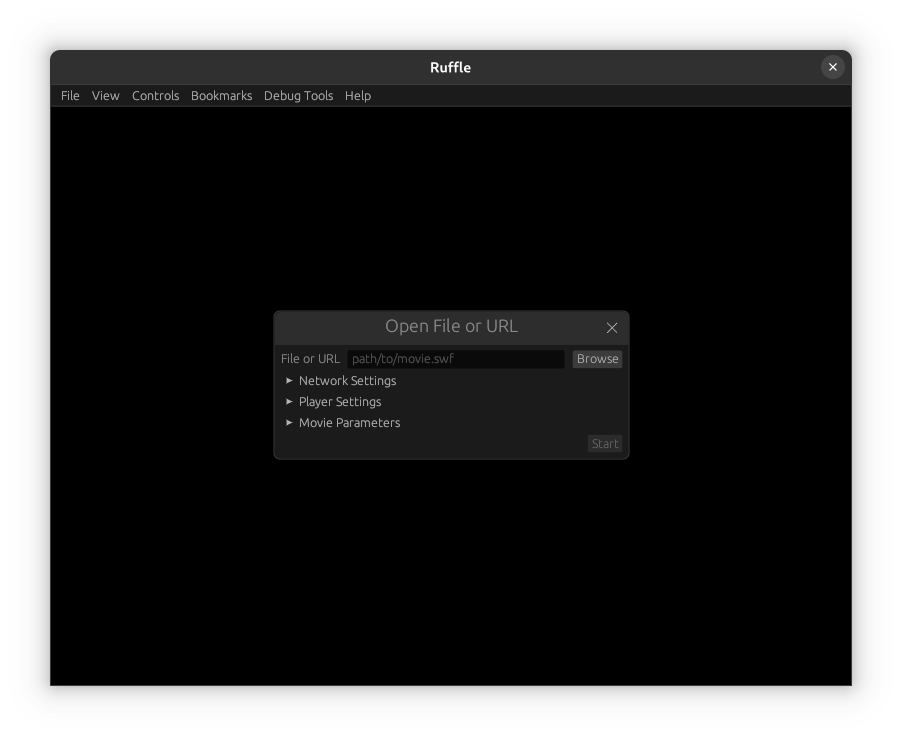 Ruffle
File View Controls Bookmarks Debug Tools Help
Open File or URL
File or URL path/to/movie.swf Browse
Network Settings
Player Settings
Movie Parameters
Start